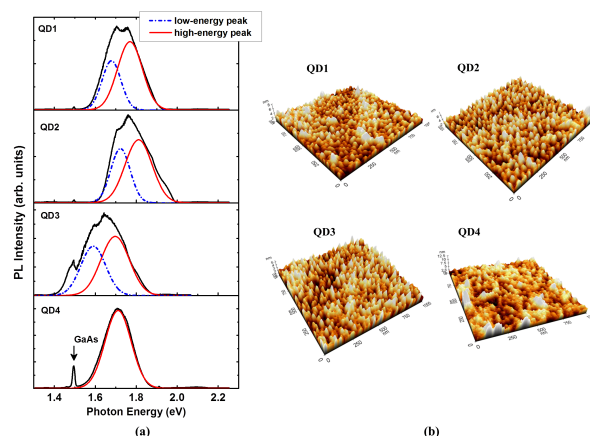 low-energy peak
high-energy peak
QD1
QD2
QD3
QD4
GaAs
PL Intensity (arb. units)
1.4 1.6 1.8 2.0 2.2
Photon Energy (eV)
(a)
QD1
QD2
QD3
QD4
(b)